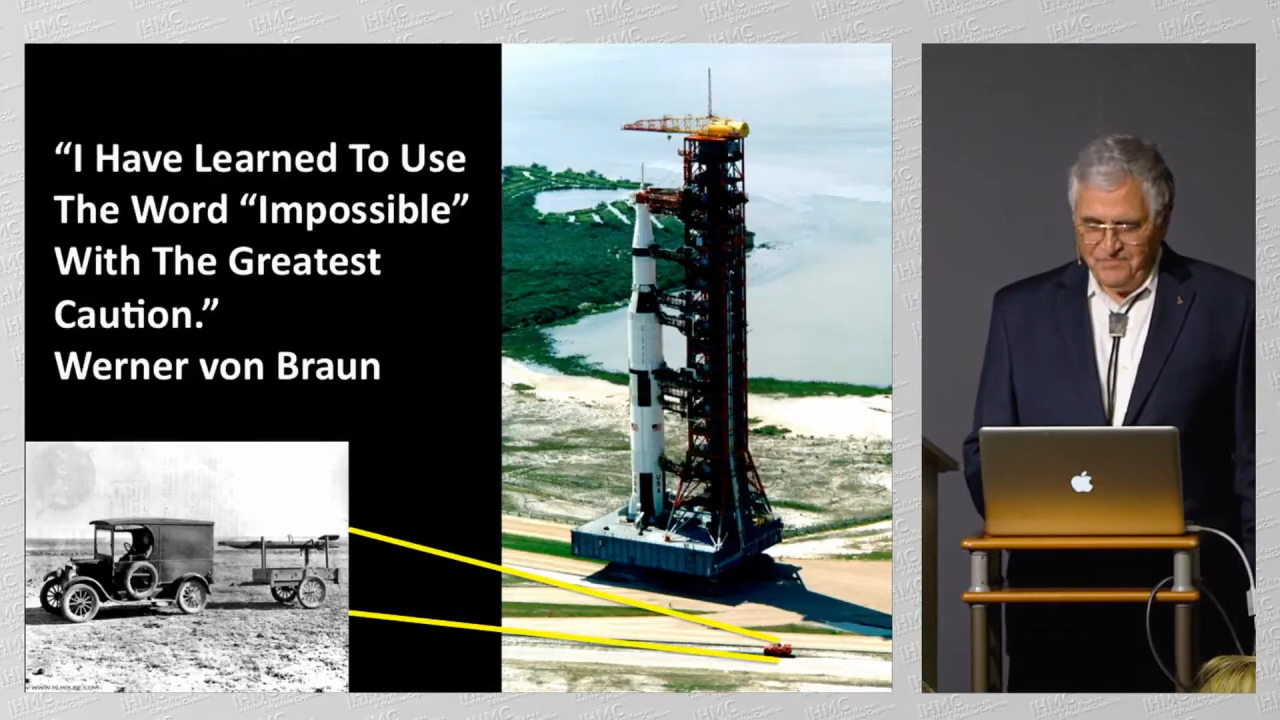 “I Have Learned To Use
The Word “Impossible”
With The Greatest
Caution.”
Werner von Braun
IHMC